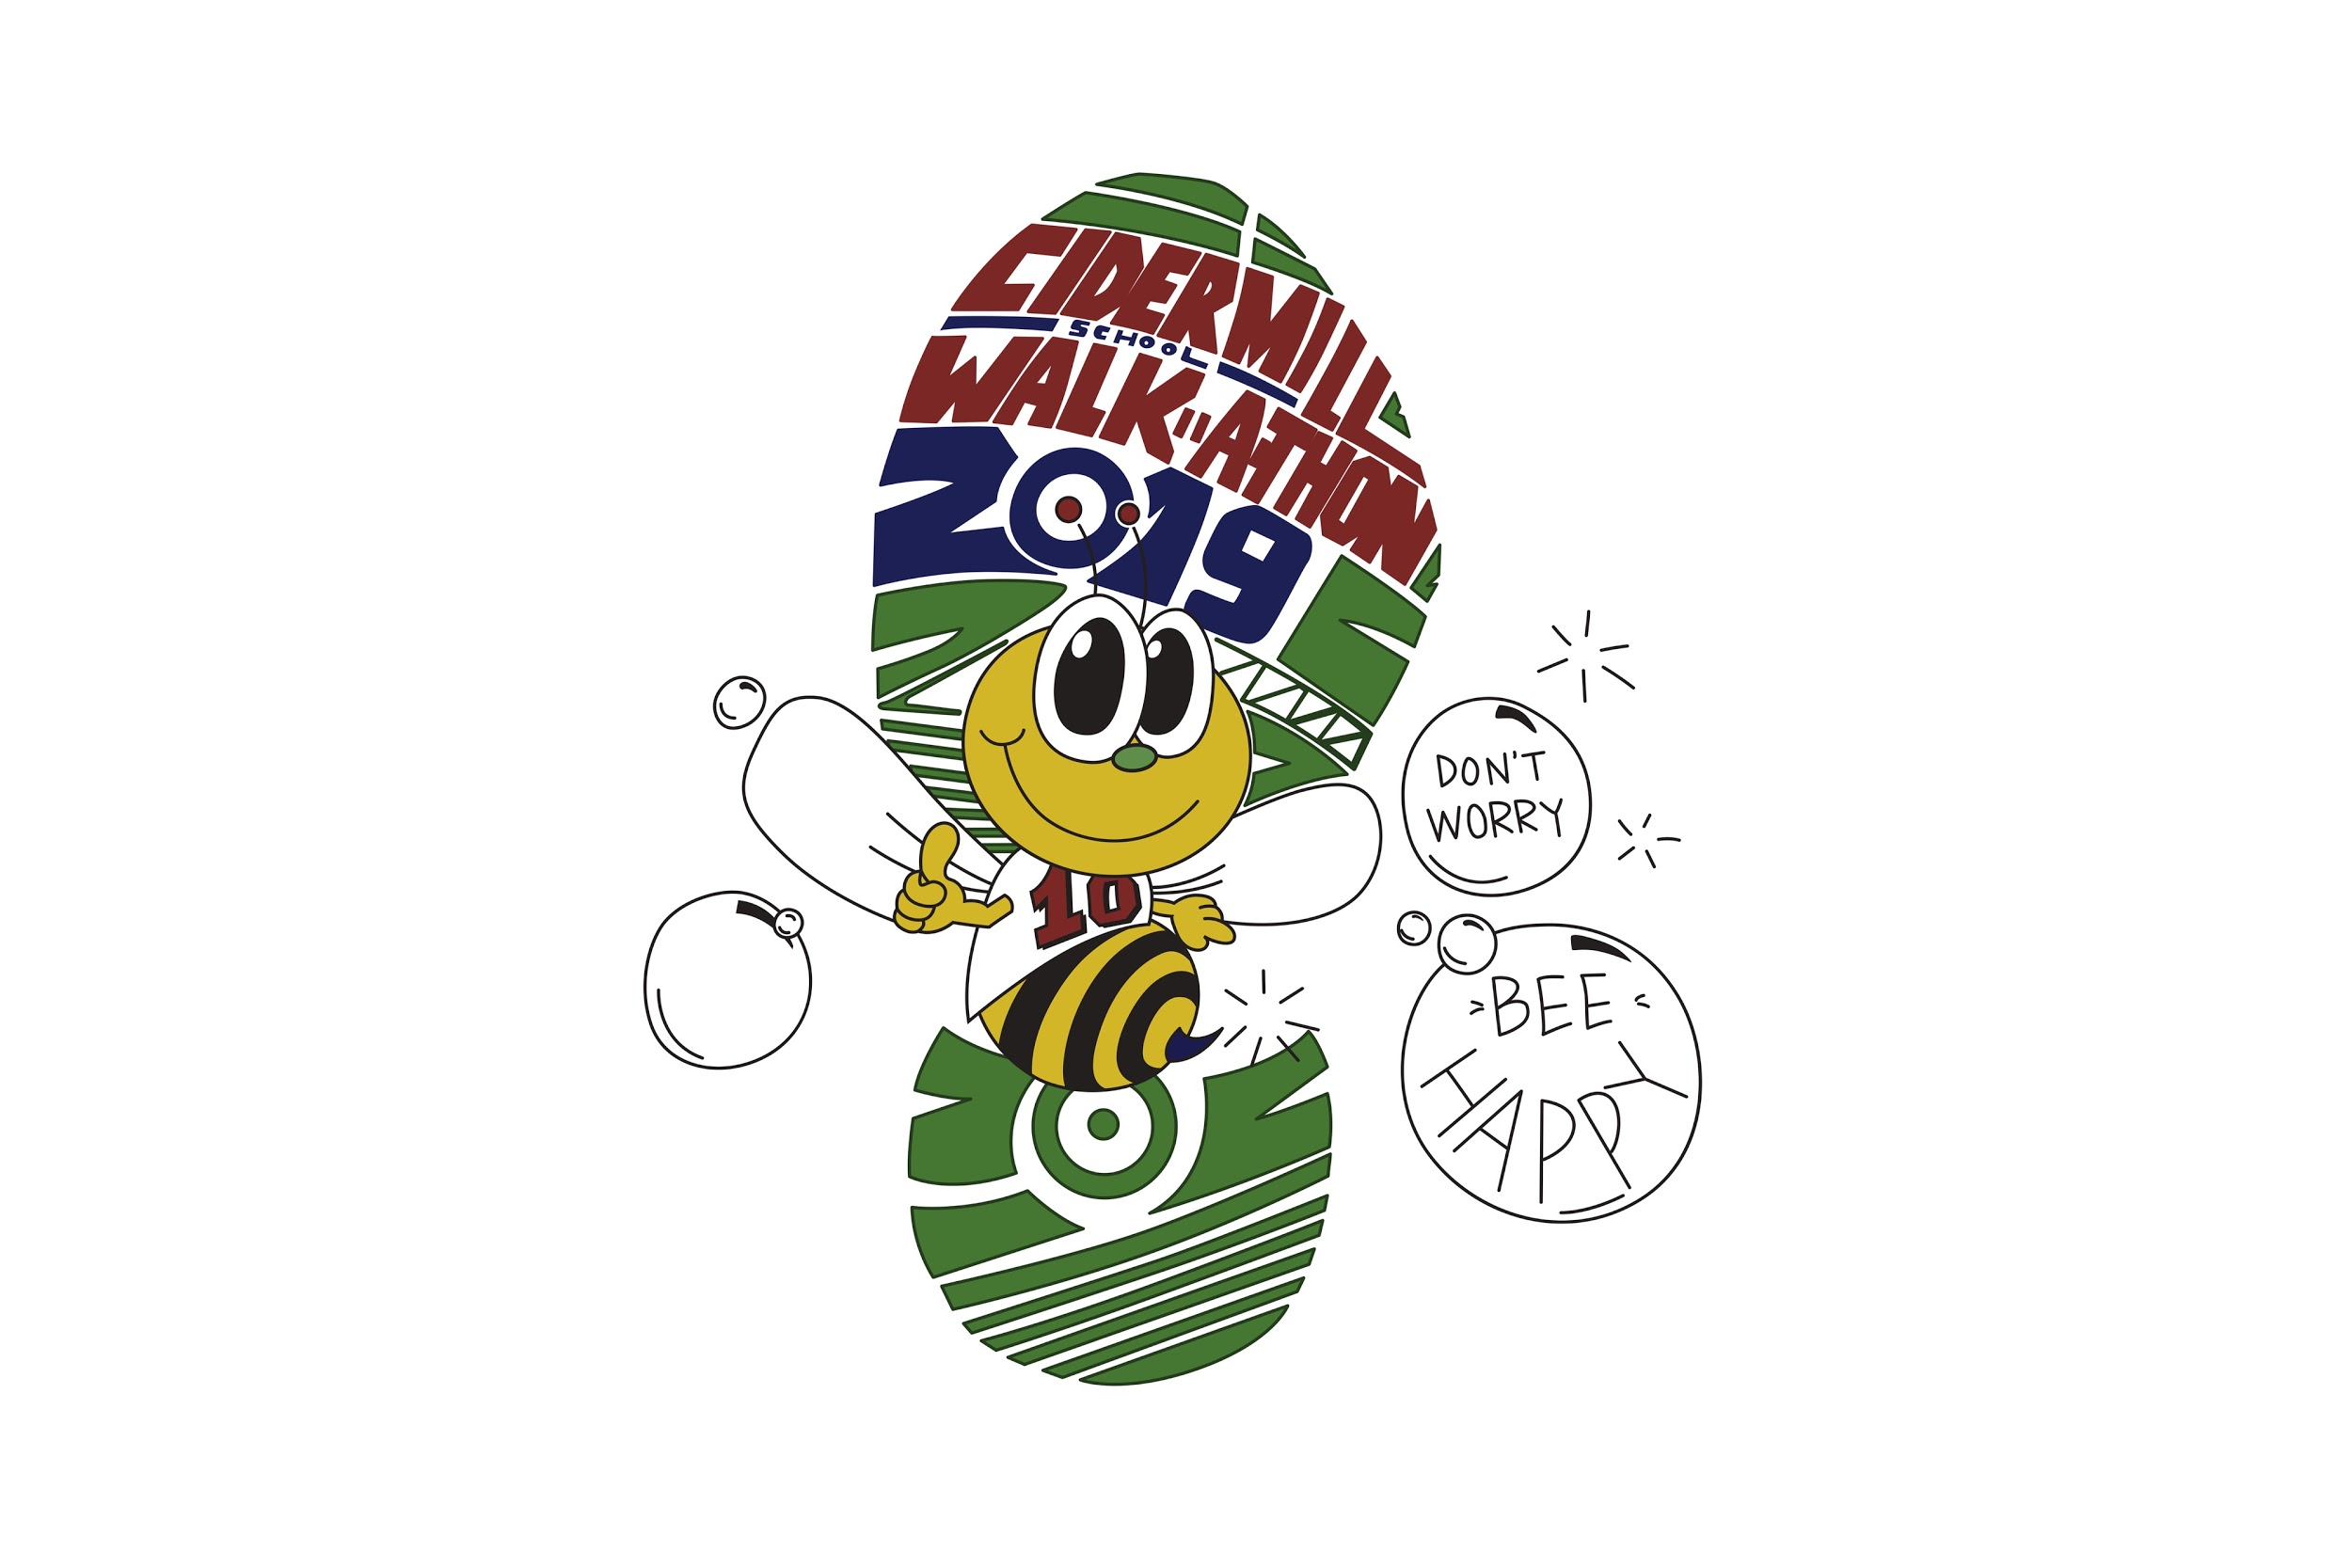 CIDERMILL
SCHOOL
WALK-"A"THON
2019
10
DON'T
WORRY
"BEE"
HAPPY